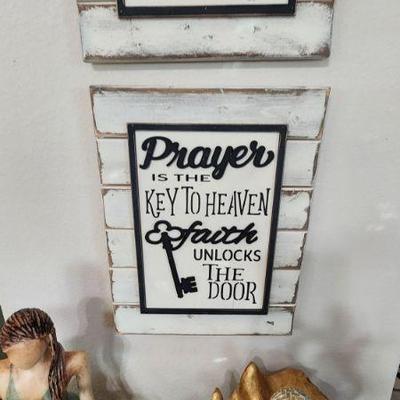 Prayer
IS THE
KEY TO HEAVEN
& faith
UNLOCKS
THE
DOOR